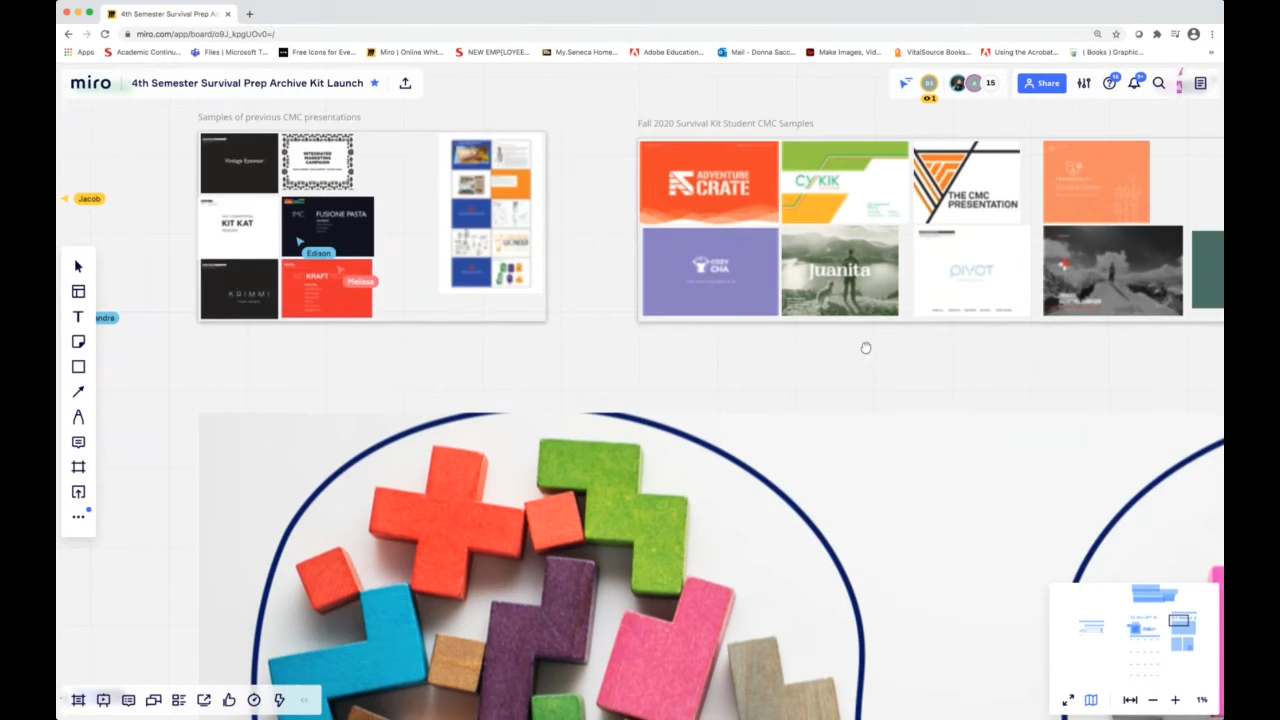 4th Semester Survival Prep Ar
miro.com/app/board/o9J_kpgUOv0=/
Apps
Academic Continu...
Files | Microsoft T...
Free Icons for Eve...
Miro | Online Whit...
NEW EMP{LOYEE...
My.Seneca Home...
Adobe Education...
Mail - Donna Sacc...
Make Images, Vid...
VitalSource Books...
Using the Acrobat...
( Books ) Graphic...
miro
4th Semester Survival Prep Archive Kit Launch
15
Share
1
Samples of previous CMC presentations
Fall 2020 Survival Kit Student CMC Samples
Vintage Eyewear
INTEGRATED
MARKETING
CAMPAIGN
KIT KAT
IMC
FUSIONE PASTA
KRIMMI
KRAFT
Jacob
Edison
Melissa
andra
ADVENTURE
CRATE
CYKIK
THE CMC
PRESENTATION
COZY
CHA
Juanita
PIVOT
1%